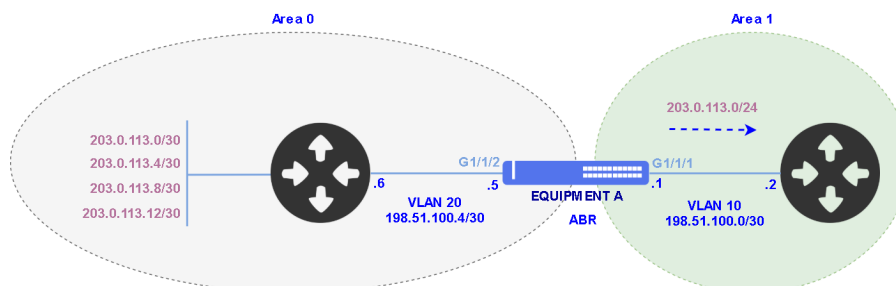 Area 0
Area 1
203.0.113.0/24
203.0.113.0/30
203.0.113.4/30
203.0.113.8/30
203.0.113.12/30
G1/1/2
G1/1/1
.6
.5
.1
.2
EQUIPMENT A
VLAN 20
198.51.100.4/30
ABR
VLAN 10
198.51.100.0/30